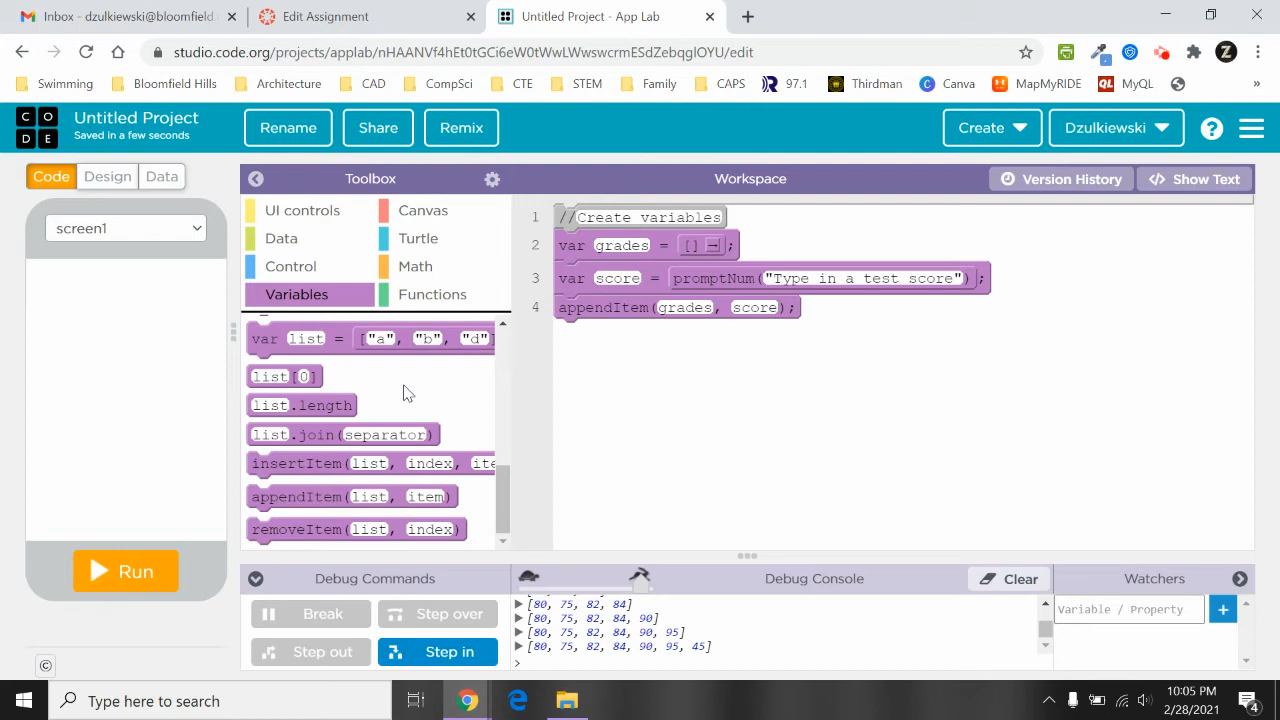 Inbox - dzulkiewski@bloomfield
Edit Assignment
Untitled Project - App Lab
studio.code.org/projects/applab/nHAANVf4hEt0tGCi6eW0tWwLWwswcrmESdZebqglOYU/edit
Z
Swimming
Bloomfield Hills
Architecture
CAD
CompSci
CTE
STEM
Family
CAPS
97.1
Thirdman
Canva
MapMyRIDE
QL
MyQL
»
CODE
Untitled Project
Saved in a few seconds
Rename
Share
Remix
Create
Dzulkiewski
?
Code
Design
Data
Toolbox
Workspace
Version History
</> Show Text
screen1
UI controls
Canvas
Data
Turtle
Control
Math
Variables
Functions
var list = ["a", "b", "d"]
list[0]
list.length
list.join(separator)
insertItem(list, index, ite
appendItem(list, item)
removeItem(list, index)
1 //Create variables
2 var grades = [];
3 var score = promptNum("Type in a test score");
4 appendItem(grades, score);
Run
©
Debug Commands
Break
Step over
Step out
Step in
Debug Console
Clear
[80, 75, 82, 84]
[80, 75, 82, 84, 90]
[80, 75, 82, 84, 90, 95]
[80, 75, 82, 84, 90, 95, 45]
>
Watchers
Variable / Property
+
Type here to search
10:05 PM
2/28/2021
4